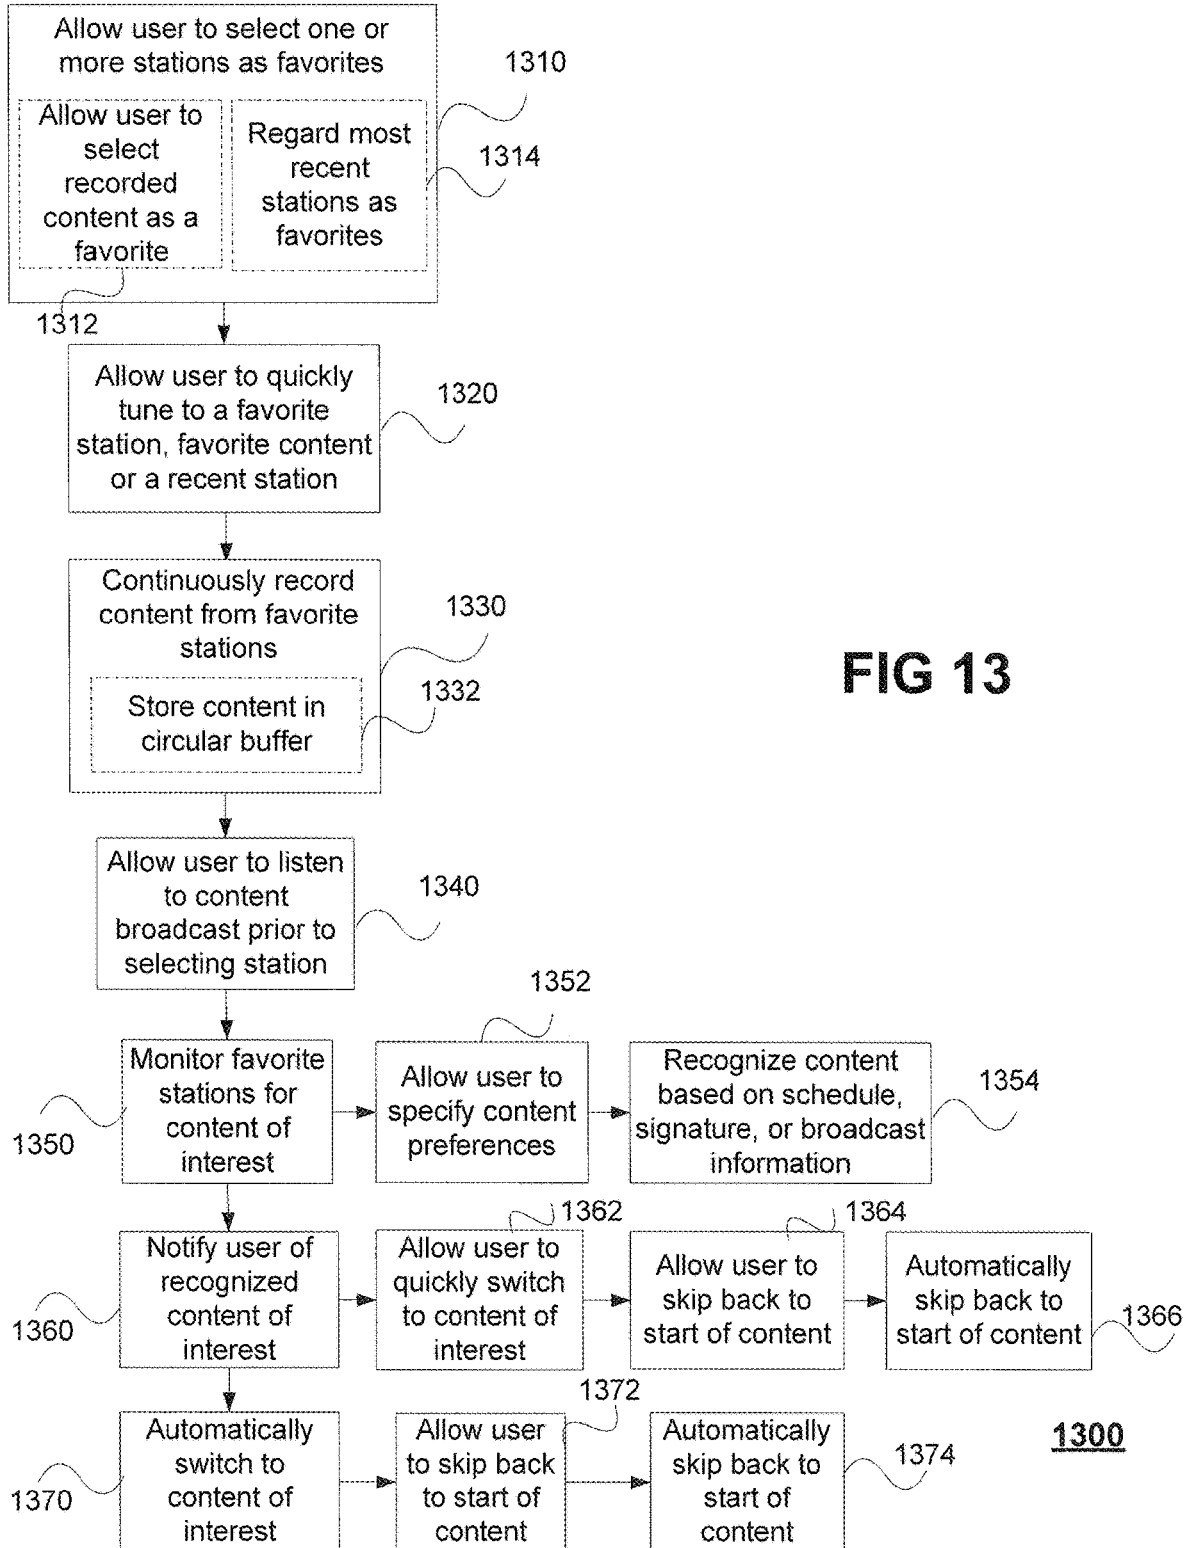 Allow user to select one or
more stations as favorites
1310
Allow user to
select
recorded
content as a
favorite
Regard most
recent
stations as
favorites
1314
1312
Allow user to quickly
tune to a favorite
station, favorite content
or a recent station
1320
Continuously record
content from favorite
stations
1330
Store content in
circular buffer
1332
FIG 13
Allow user to listen
to content
broadcast prior to
selecting station
1340
Monitor favorite
stations for
content of
interest
1350
Allow user to
specify content
preferences
1352
Recognize content
based on schedule,
signature, or broadcast
information
1354
Notify user of
recognized
content of
interest
1360
Allow user to
quickly switch
to content of
interest
1362
Allow user to
skip back to
start of content
1364
Automatically
skip back to
start of content
1366
Automatically
switch to
content of
interest
1370
Allow user
to skip back
to start of
content
1372
Automatically
skip back to
start of
content
1374
1300